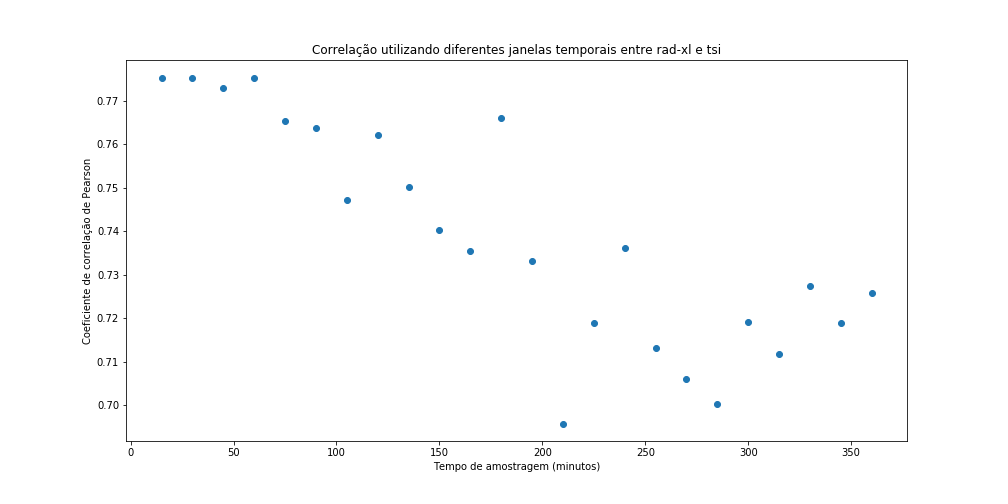 Correlação utilizando diferentes janelas temporais entre rad-xl e tsi
Coeficiente de correlação de Pearson
0.77
0.76
0.75
0.74
0.73
0.72
0.71
0.70
0 50 100 150 200 250 300 350
Tempo de amostragem (minutos)